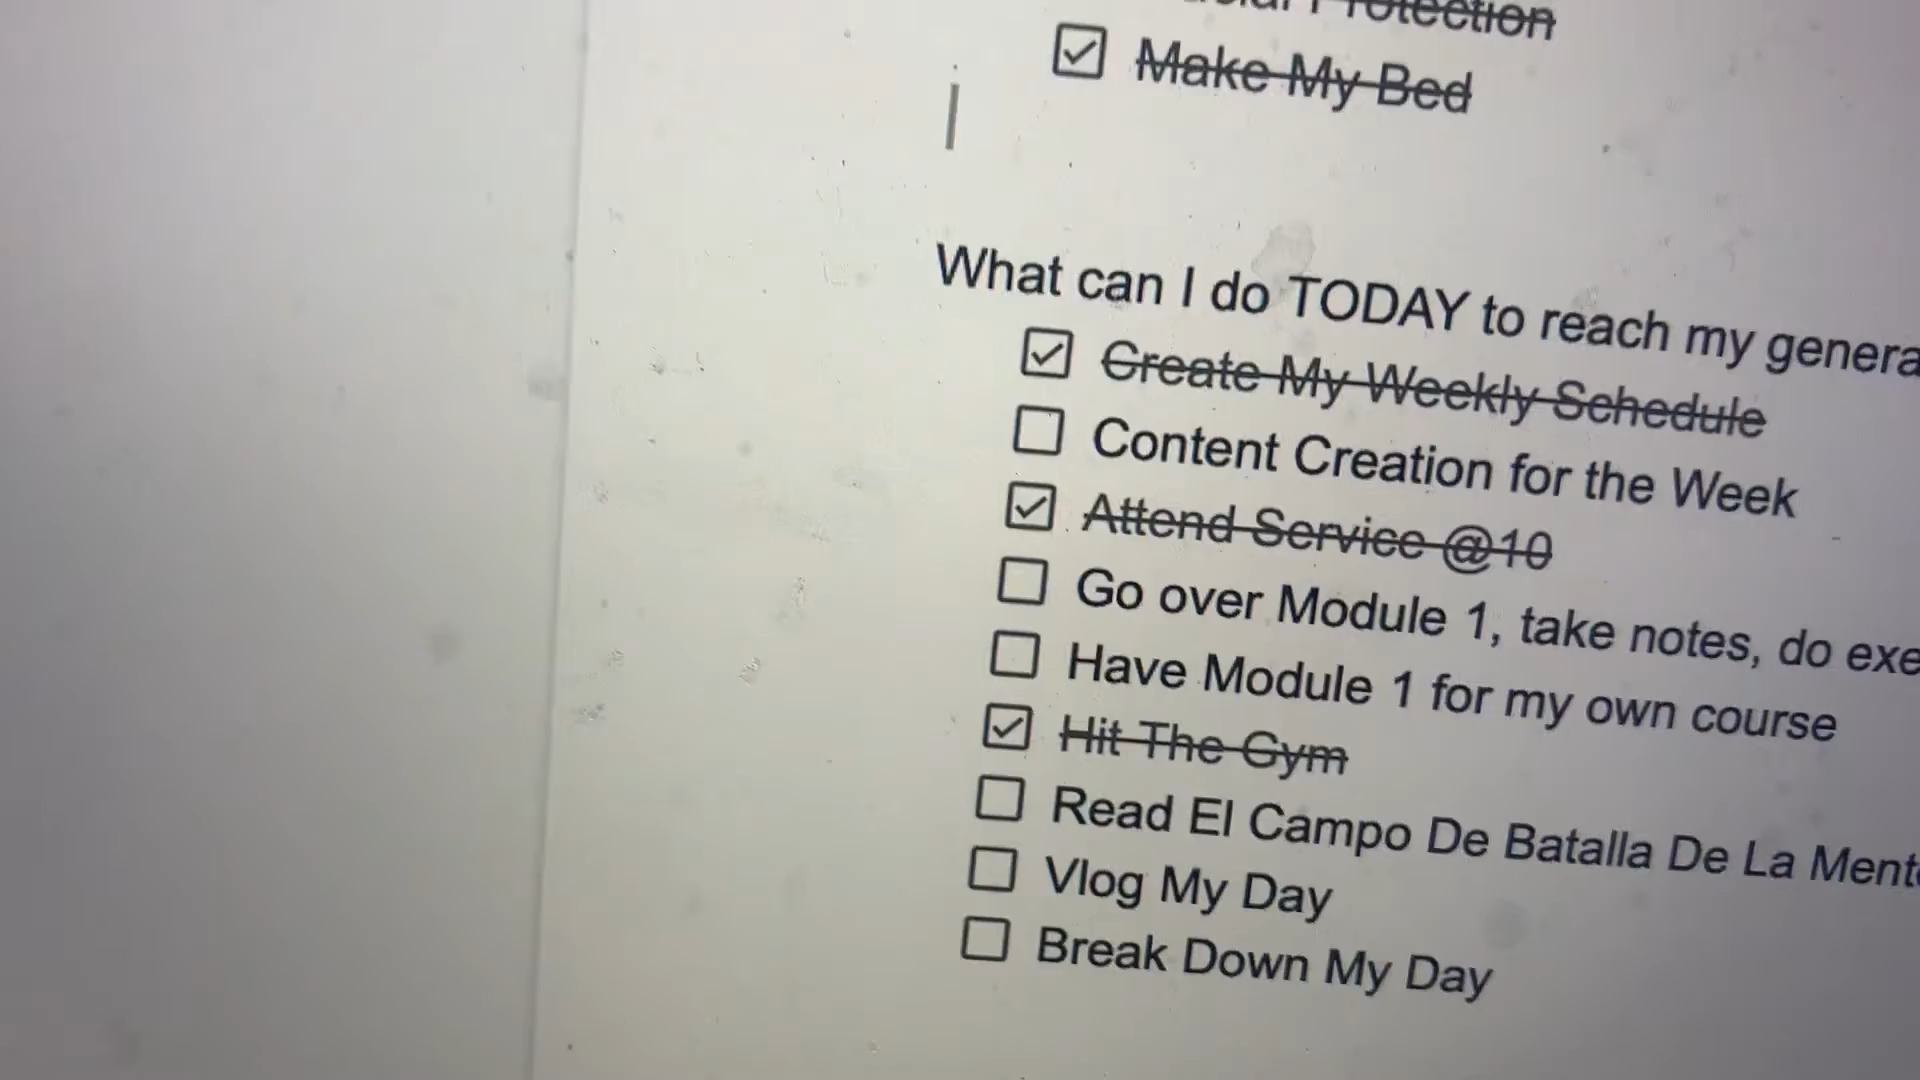 Protection
Make My Bed
What can I do TODAY to reach my genera
Create My Weekly Schedule
Content Creation for the Week
Attend Service @10
Go over Module 1, take notes, do exe
Have Module 1 for my own course
Hit The Gym
Read El Campo De Batalla De La Mente
Vlog My Day
Break Down My Day